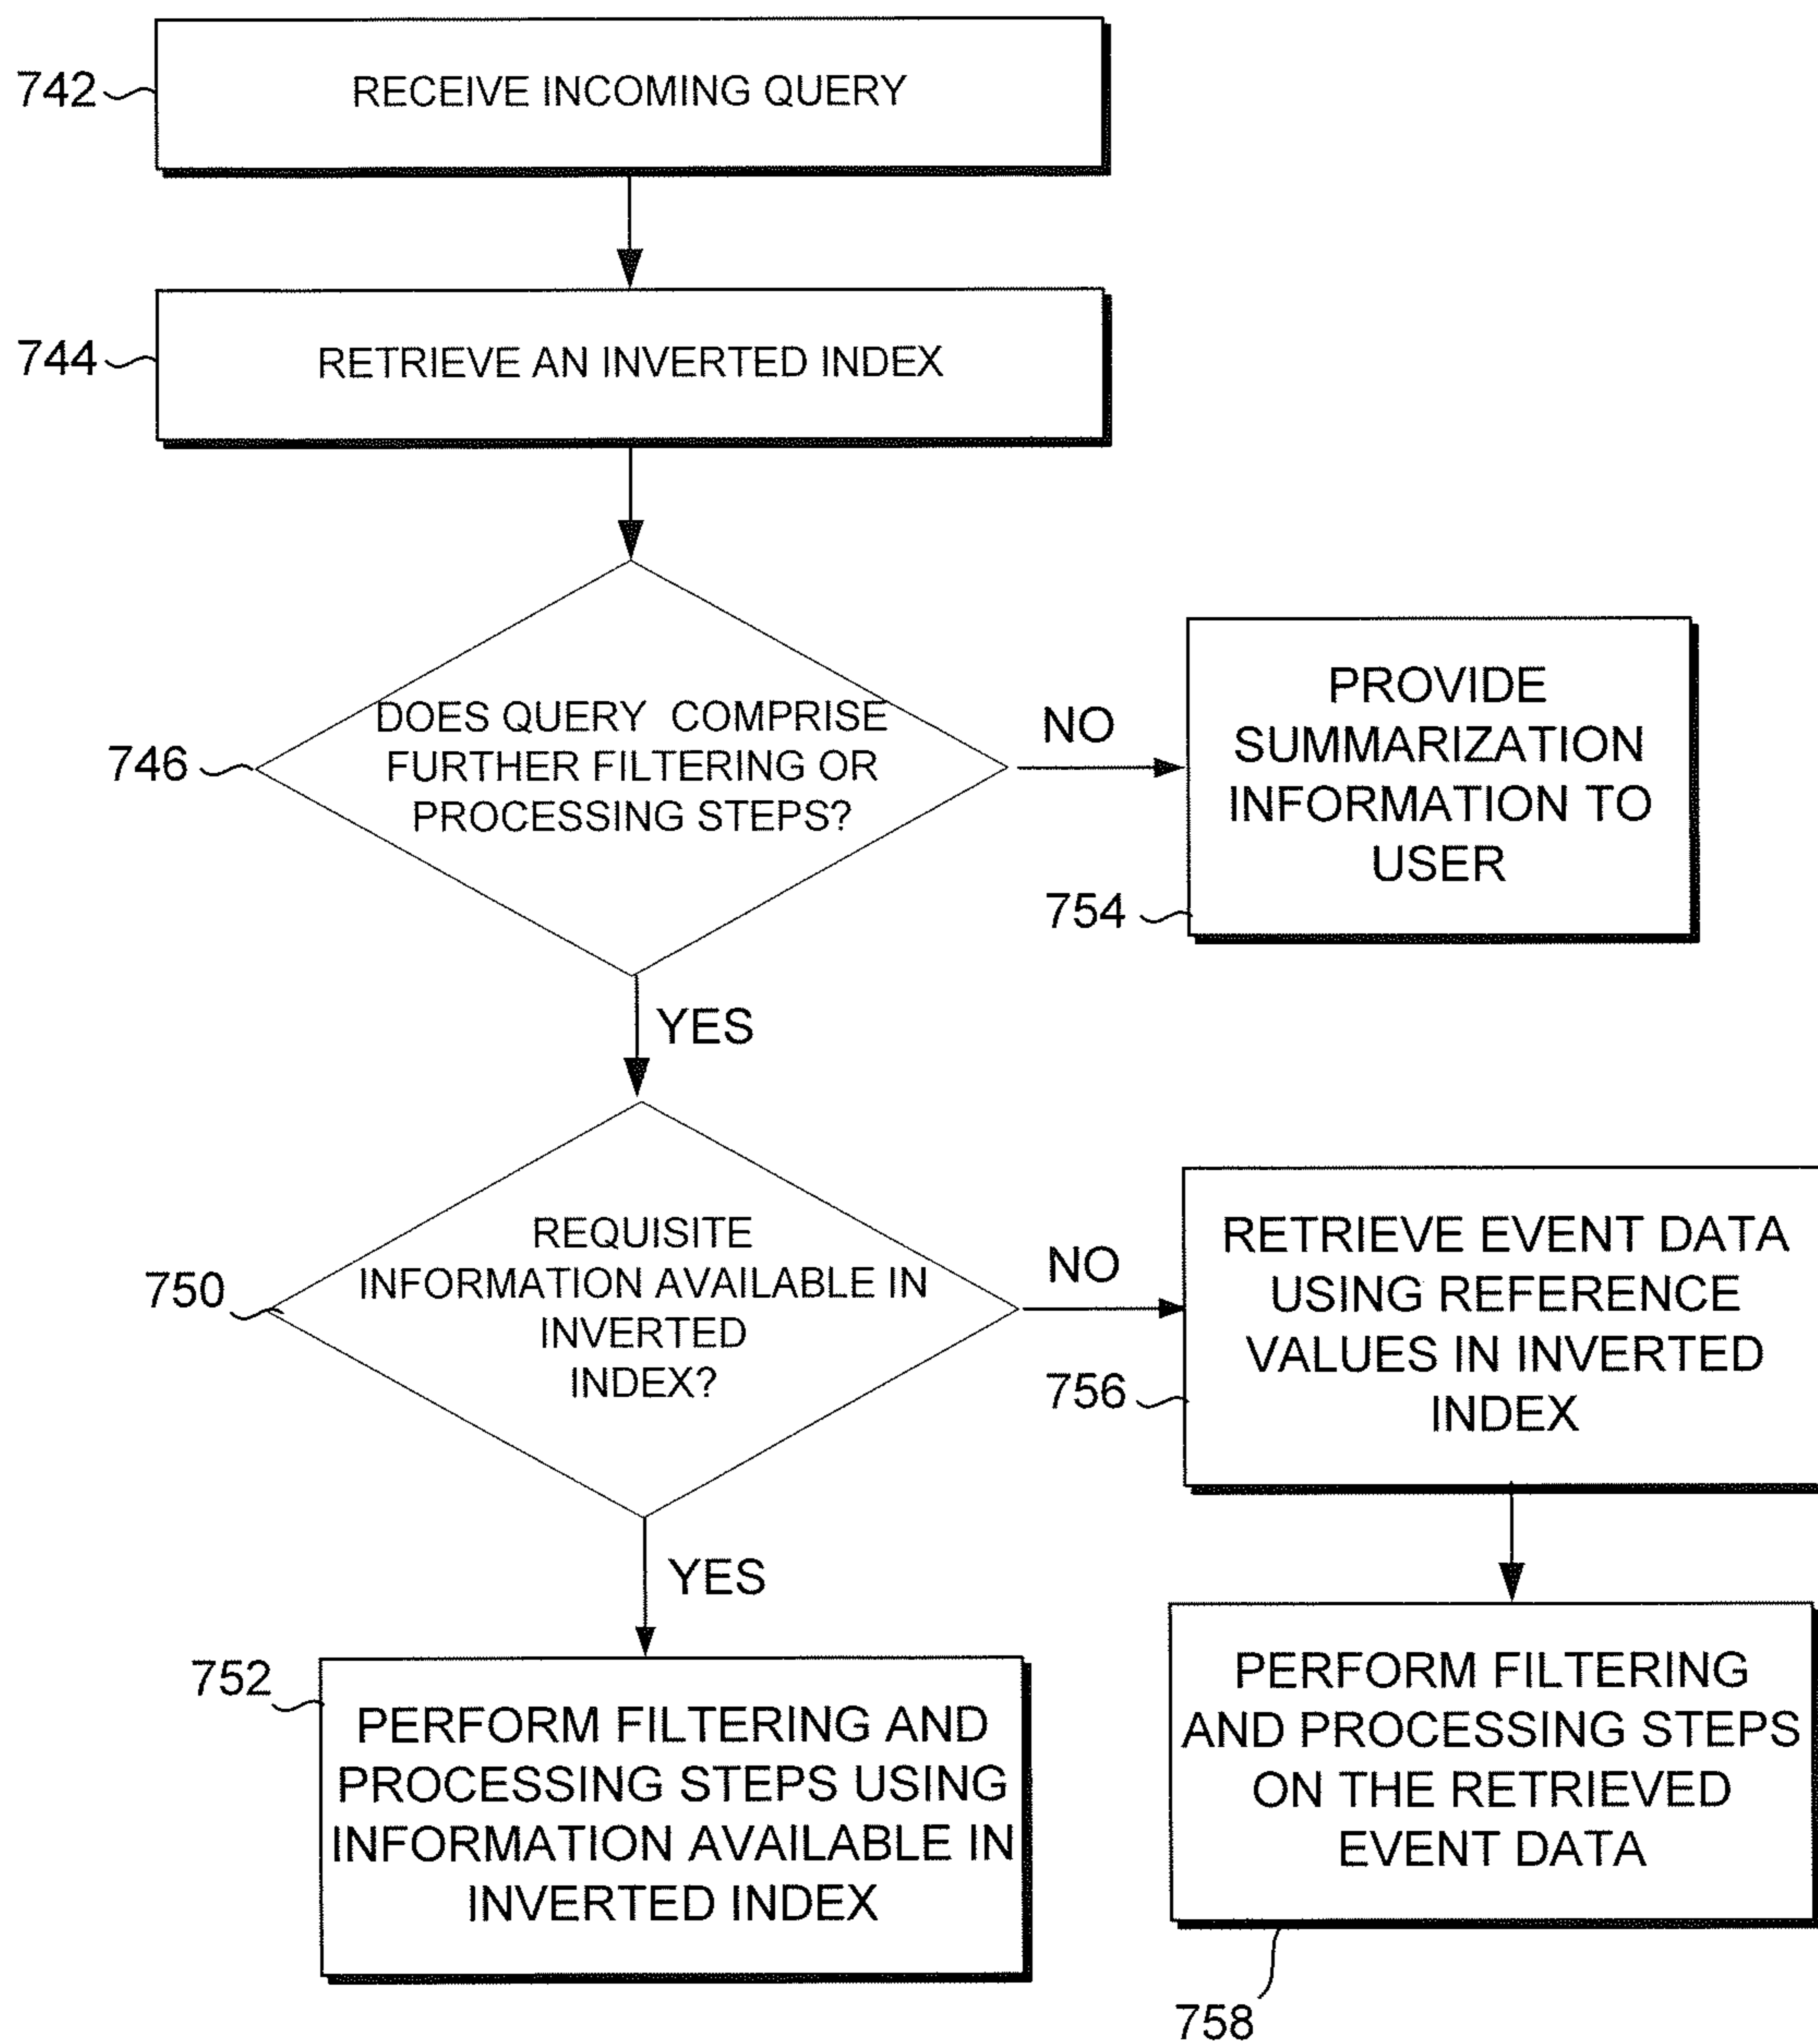 742
RECEIVE INCOMING QUERY
744
RETRIEVE AN INVERTED INDEX
746
DOES QUERY COMPRISE
FURTHER FILTERING OR
PROCESSING STEPS?
NO
PROVIDE
SUMMARIZATION
INFORMATION TO
USER
754
YES
750
REQUISITE
INFORMATION AVAILABLE IN
INVERTED
INDEX?
NO
RETRIEVE EVENT DATA
USING REFERENCE
VALUES IN INVERTED
INDEX
756
YES
752
PERFORM FILTERING AND
PROCESSING STEPS USING
INFORMATION AVAILABLE IN
INVERTED INDEX
PERFORM FILTERING
AND PROCESSING STEPS
ON THE RETRIEVED
EVENT DATA
758